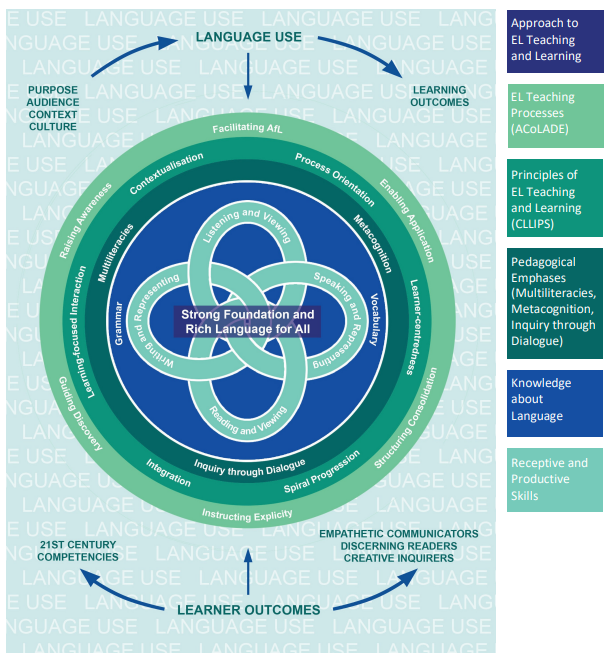 LANGUAGE USE
PURPOSE
AUDIENCE
CONTEXT
CULTURE
LEARNING
OUTCOMES
Facilitating AfL
Raising Awareness
Enabling Application
Guiding Discovery
Structuring Consolidation
Instructing Explicity
Contextualisation
Process Orientation
Learning-focused Interaction
Learner-centredness
Integration
Spiral Progression
Multiliteracies
Metacognition
Inquiry through Dialogue
Grammar
Vocabulary
Listening and Viewing
Writing and Representing
Speaking and Representing
Reading and Viewing
Strong Foundation and
Rich Language for All
21ST CENTURY
COMPETENCIES
EMPATHETIC COMMUNICATORS
DISCERNING READERS
CREATIVE INQUIRERS
LEARNER OUTCOMES
Approach to
EL Teaching
and Learning
EL Teaching
Processes
(ACoLADE)
Principles of
EL Teaching
and Learning
(CLLIPS)
Pedagogical
Emphases
(Multiliteracies,
Metacognition,
Inquiry through
Dialogue)
Knowledge
about
Language
Receptive and
Productive
Skills